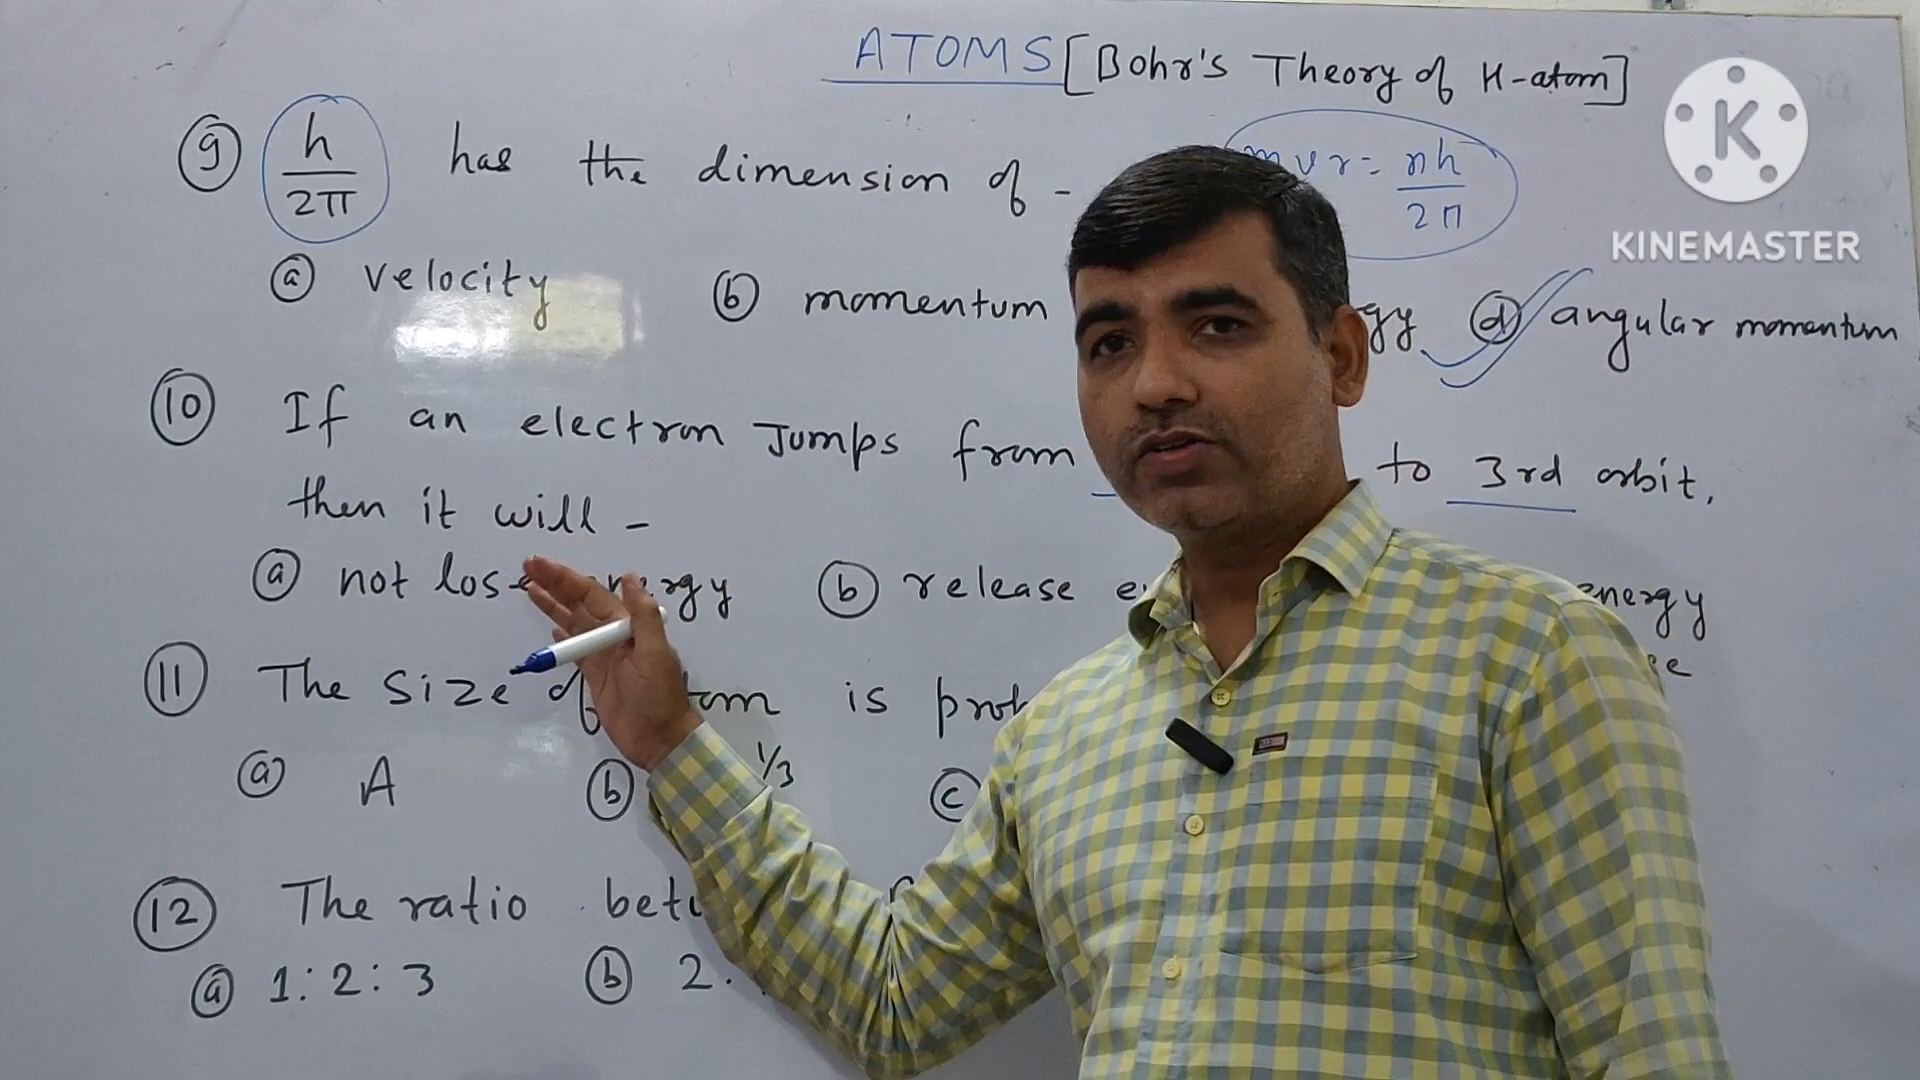 ATOMS [Bohr's Theory of H-atom]
K
KINEMASTER
9 h/2π has the dimension of - mvr = nh/2π
a velocity b momentum d angular momentum
10 If an electron Jumps from to 3rd orbit,
then it will -
a not lose energy b release energy
11 The size of atom is
a A b 1/3 c
12 The ratio
a 1:2:3 b 2: